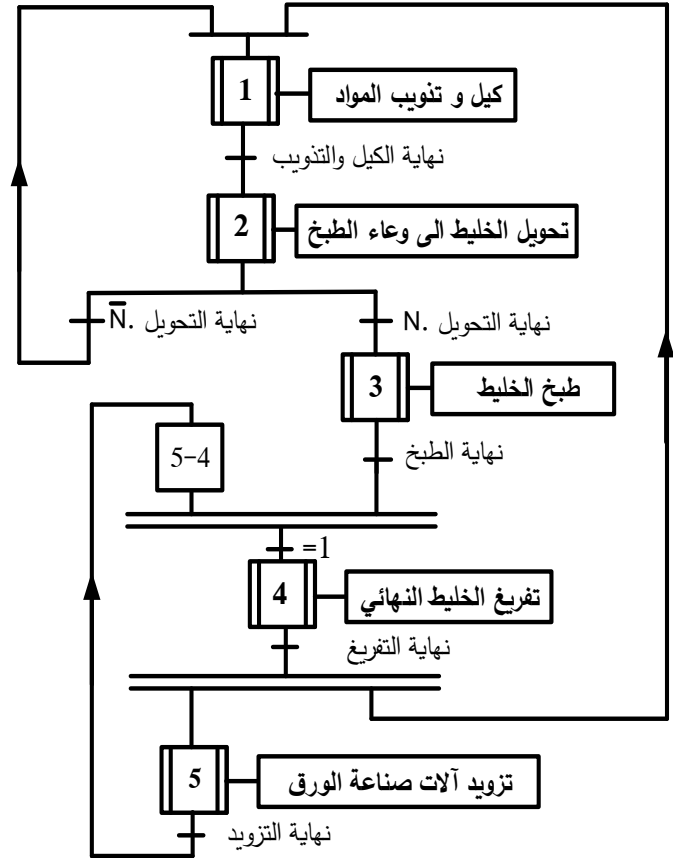 1
كيل و تذويب المواد
نهاية الكيل والتذويب
2
تحويل الخليط الى وعاء الطبخ
نهاية التحويل .N̅
نهاية التحويل .N
3
طبخ الخليط
5-4
نهاية الطبخ
=1
4
تفريغ الخليط النهائي
نهاية التفريغ
5
تزويد آلات صناعة الورق
نهاية التزويد